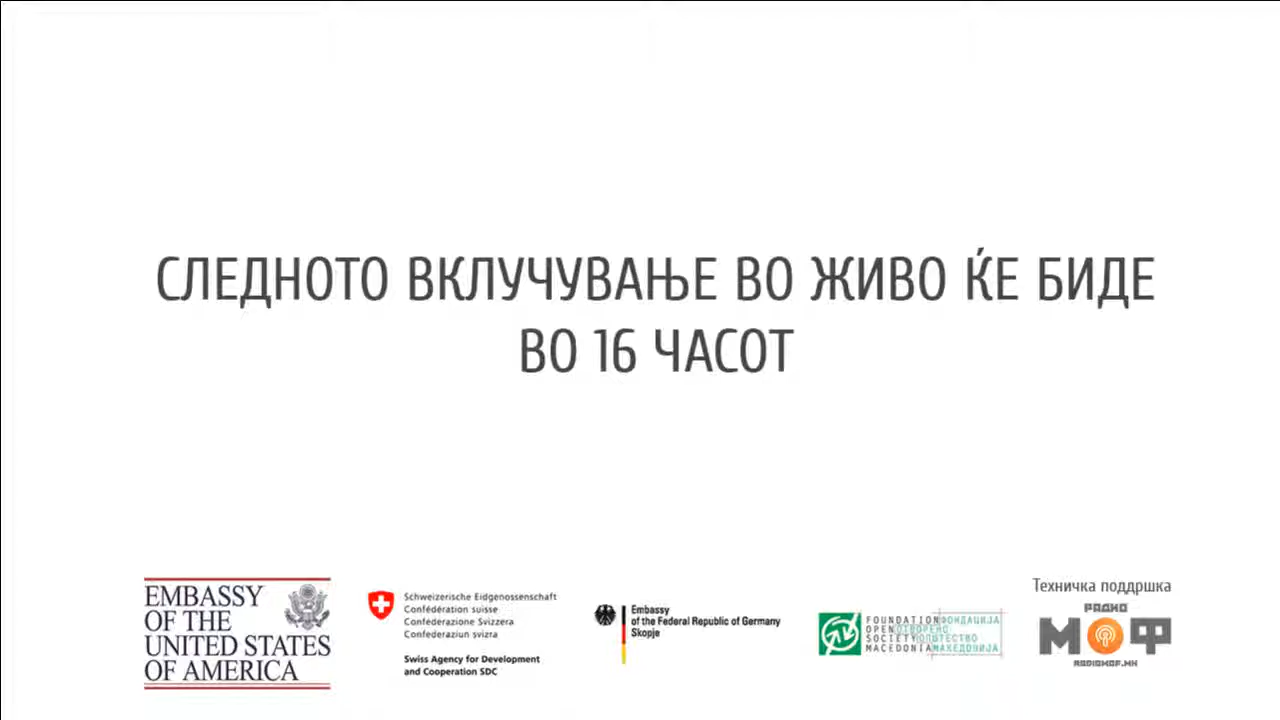 СЛЕДНОТО ВКЛУЧУВАЊЕ ВО ЖИВО ЌЕ БИДЕ
ВО 16 ЧАСОТ
EMBASSY
OF THE
UNITED STATES
OF AMERICA
Schweizerische Eidgenossenschaft
Confédération suisse
Confederazione Svizzera
Confederaziun svizra
Swiss Agency for Development
and Cooperation SDC
Embassy
of the Federal Republic of Germany
Skopje
FOUNDATION ФОНДАЦИЈА
OPEN ОТВОРЕНО
SOCIETY ОПШТЕСТВО
MACEDONIA МАКЕДОНИЈА
Техничка поддршка
РАДИО
МОФ
RADIOMOF.MK